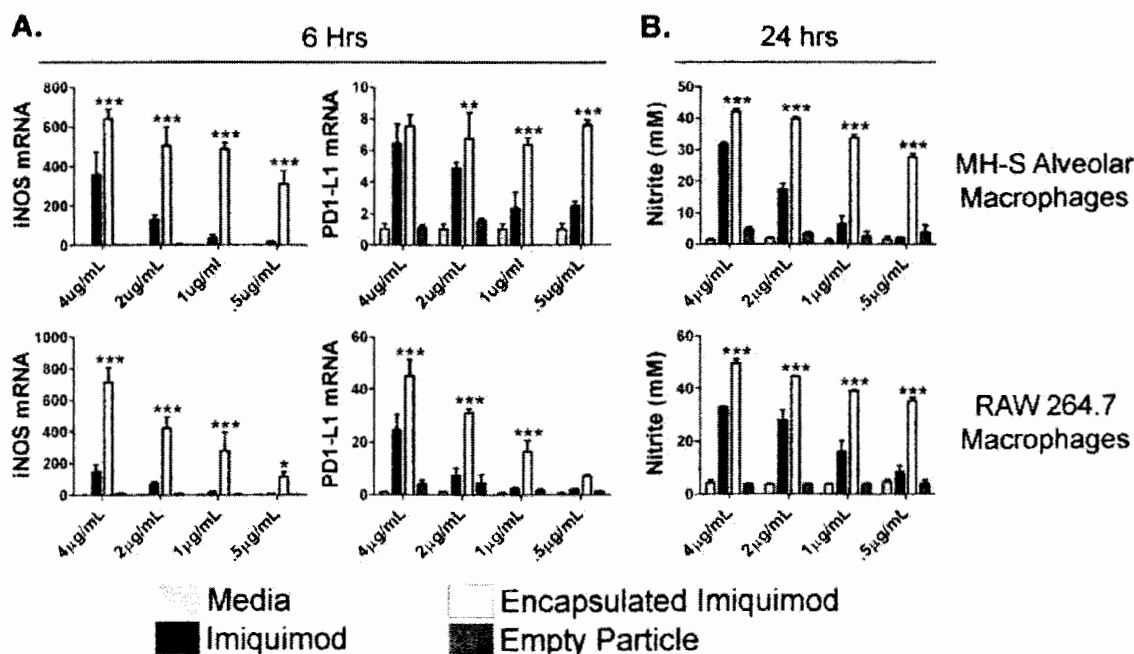 A.
6 Hrs
B.
24 hrs
iNOS mRNA
800
600
400
200
0
***
***
***
***
4ug/mL
2ug/mL
1ug/ml
.5ug/mL
PD1-L1 mRNA
10
8
6
4
2
0
**
***
***
4ug/mL
2ug/mL
1ug/ml
.5ug/mL
Nitrite (mM)
50
40
30
20
10
0
***
***
***
***
4µg/mL
2µg/mL
1µg/mL
.5µg/mL
MH-S Alveolar
Macrophages
iNOS mRNA
1000
800
600
400
200
0
***
***
***
*
4µg/mL
2µg/mL
1µg/mL
.5µg/mL
PD1-L1 mRNA
60
40
20
0
***
***
***
4µg/mL
2µg/mL
1µg/mL
.5µg/mL
Nitrite (mM)
60
40
20
0
***
***
***
***
4µg/mL
2µg/mL
1µg/mL
.5µg/mL
RAW 264.7
Macrophages
Media
Encapsulated Imiquimod
Imiquimod
Empty Particle